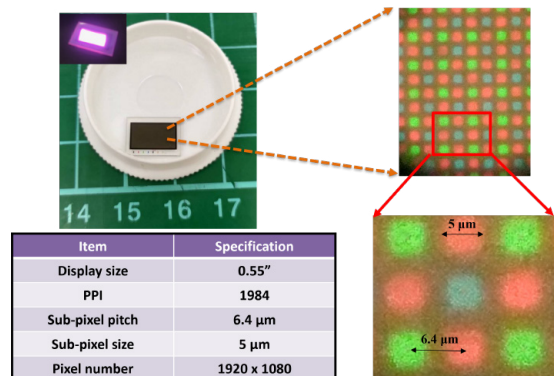 14 15 16 17
Item Specification
Display size 0.55”
PPI 1984
Sub-pixel pitch 6.4 μm
Sub-pixel size 5 μm
Pixel number 1920 x 1080
5 μm
6.4 μm